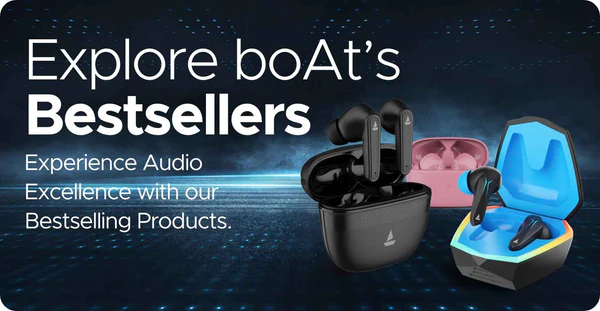 Explore boAt's
Bestsellers
Experience Audio
Excellence with our
Bestselling Products.